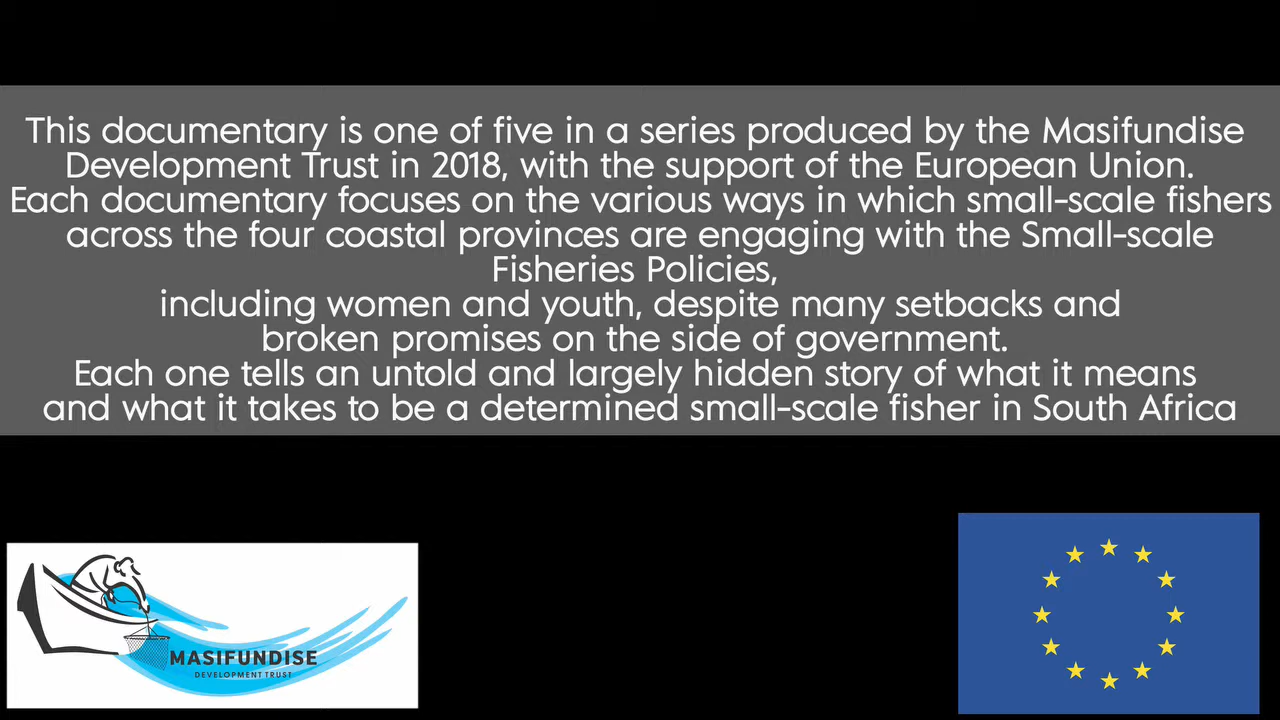 This documentary is one of five in a series produced by the Masifundise
Development Trust in 2018, with the support of the European Union.
Each documentary focuses on the various ways in which small-scale fishers
across the four coastal provinces are engaging with the Small-scale
Fisheries Policies,
including women and youth, despite many setbacks and
broken promises on the side of government.
Each one tells an untold and largely hidden story of what it means
and what it takes to be a determined small-scale fisher in South Africa
MASIFUNDISE
DEVELOPMENT TRUST